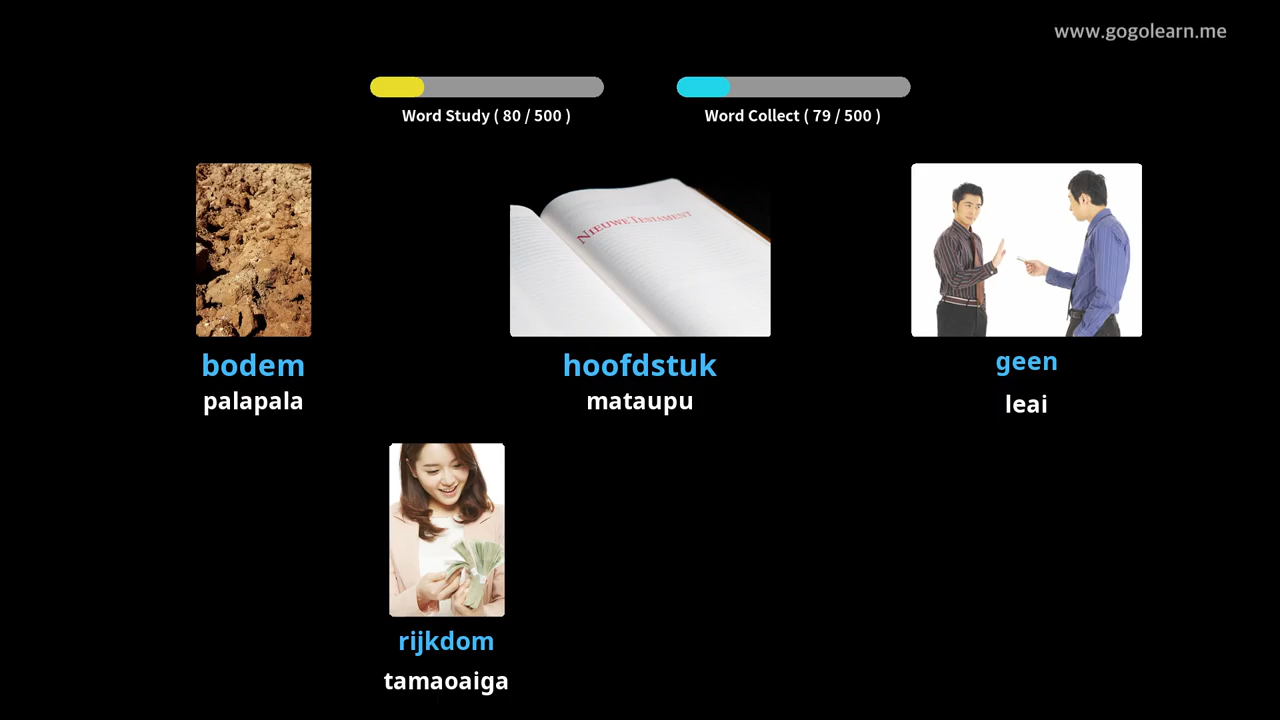 www.gogolearn.me
Word Study ( 80 / 500 )
Word Collect ( 79 / 500 )
NIEUWE TESTAMENT
bodem
palapala
hoofdstuk
mataupu
geen
leai
rijkdom
tamaoaiga